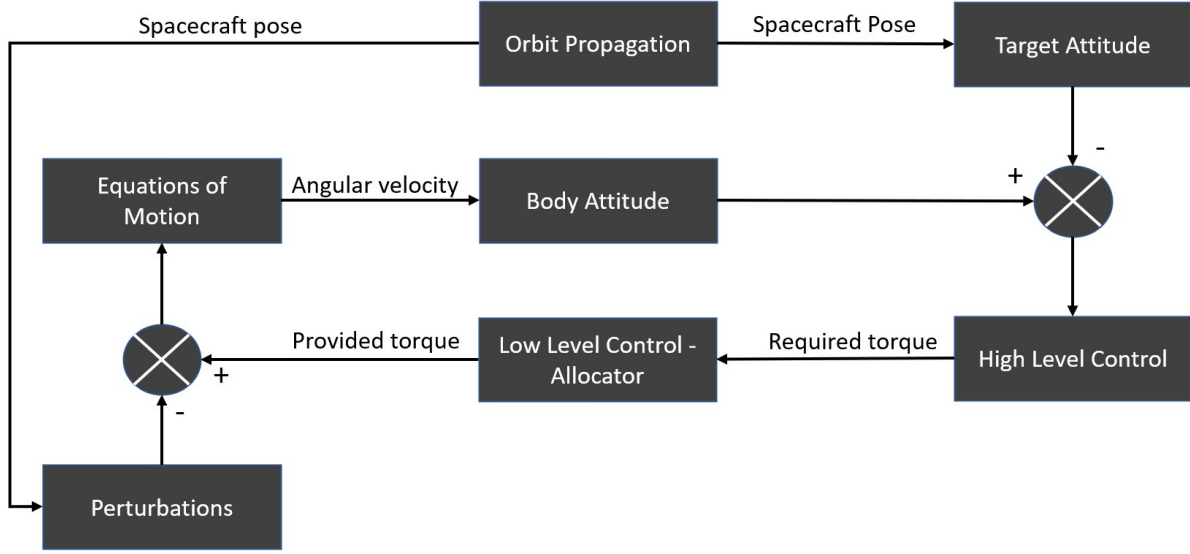 Spacecraft pose
Orbit Propagation
Spacecraft Pose
Target Attitude
-
Equations of
Motion
Angular velocity
Body Attitude
+
Provided torque
Low Level Control -
Allocator
Required torque
High Level Control
+
-
Perturbations